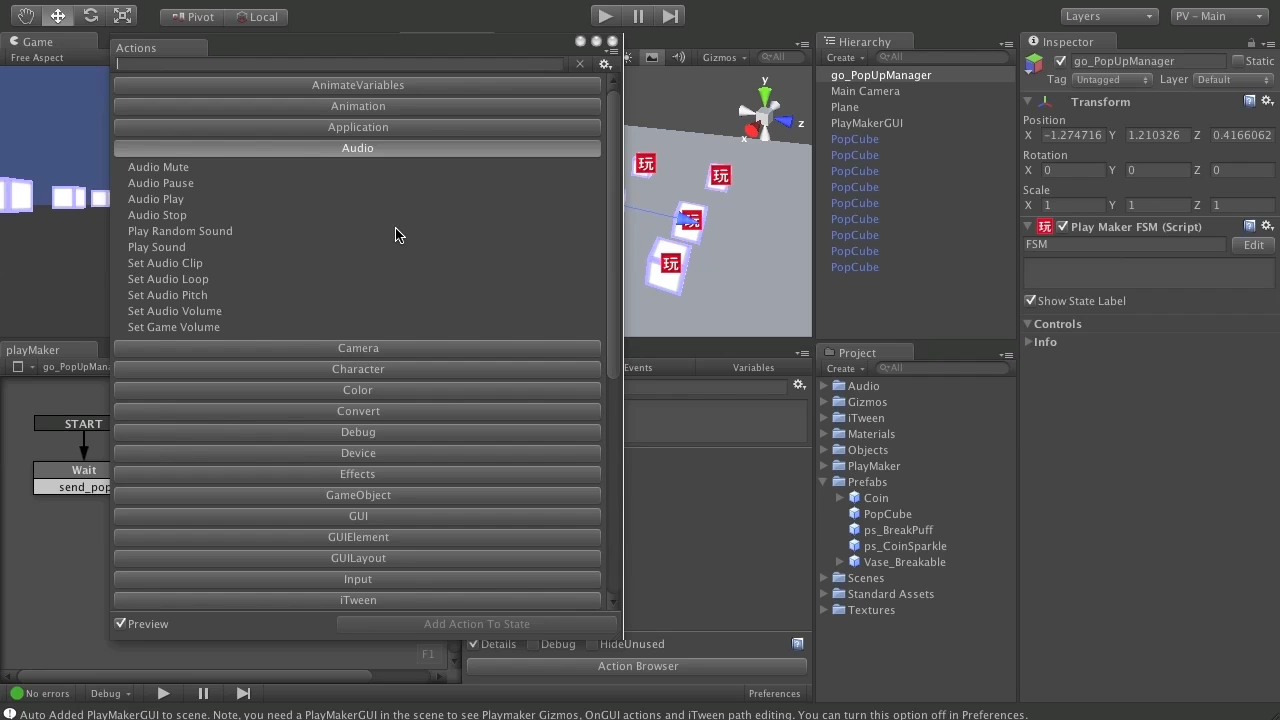 Pivot
Local
Layers
PV - Main
Game
Free Aspect
Actions
Gizmos
All
Hierarchy
Create
All
Inspector
go_PopUpManager
Static
Tag
Untagged
Layer
Default
AnimateVariables
Animation
Application
Audio
Audio Mute
Audio Pause
Audio Play
Audio Stop
Play Random Sound
Play Sound
Set Audio Clip
Set Audio Loop
Set Audio Pitch
Set Audio Volume
Set Game Volume
Camera
Character
Color
Convert
Debug
Device
Effects
GameObject
GUI
GUIElement
GUILayout
Input
iTween
Preview
Add Action To State
y
z
x
玩
玩
玩
玩
go_PopUpManager
Main Camera
Plane
PlayMakerGUI
PopCube
PopCube
PopCube
PopCube
PopCube
PopCube
PopCube
PopCube
PopCube
Transform
Position
X -1.274716 Y 1.210326 Z 0.4166062
Rotation
X 0 Y 0 Z 0
Scale
X 1 Y 1 Z 1
玩 Play Maker FSM (Script)
FSM
Edit
Show State Label
Controls
Info
playMaker
go_PopUpMan
START
Wait
send_pop
F1
Events
Variables
Project
Create
All
Audio
Gizmos
iTween
Materials
Objects
PlayMaker
Prefabs
Coin
PopCube
ps_BreakPuff
ps_CoinSparkle
Vase_Breakable
Scenes
Standard Assets
Textures
Details
Debug
HideUnused
Action Browser
No errors
Debug
Preferences
Auto Added PlayMakerGUI to scene. Note, you need a PlayMakerGUI in the scene to see Playmaker Gizmos, OnGUI actions and iTween path editing. You can turn this option off in Preferences.